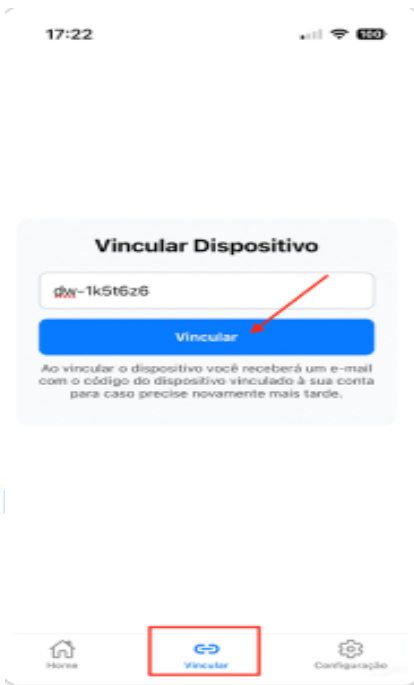 17:22
100
Vincular Dispositivo
dw-1k5t6z6
Vincular
Ao vincular o dispositivo você receberá um e-mail
com o código do dispositivo vinculado à sua conta
para caso precise novamente mais tarde.
Home
Vincular
Configuração